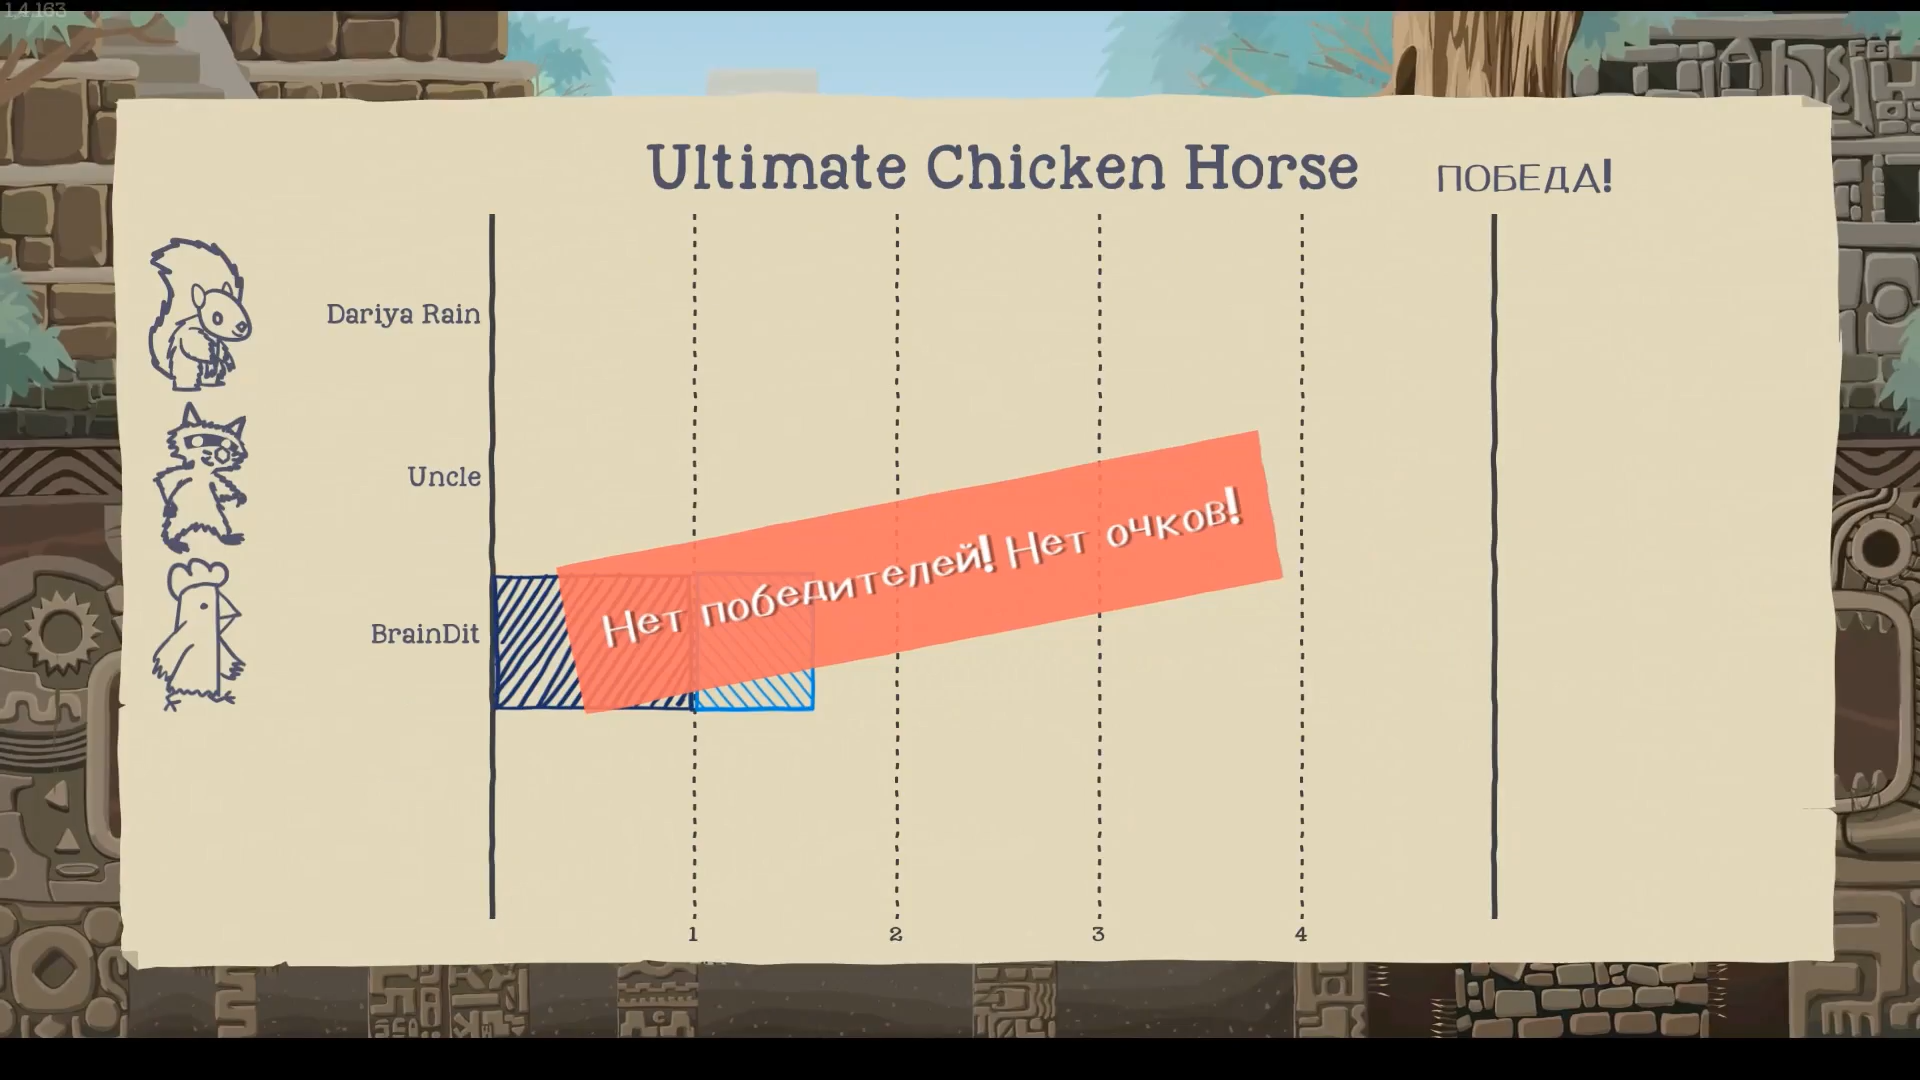 1.4.163
Ultimate Chicken Horse
ПОБЕДА!
Dariya Rain
Uncle
Нет победителей! Нет очков!
BrainDit
1
2
3
4